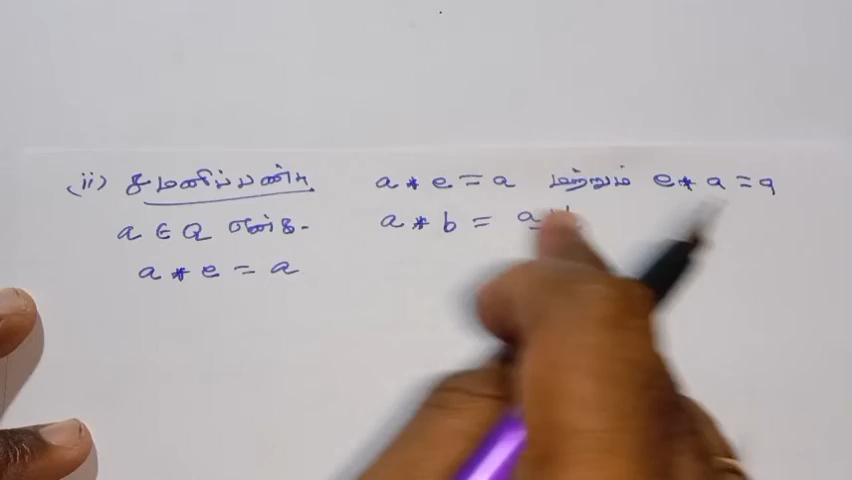 (ii) சமனிப்பண்பு a * e = a மற்றும் e * a = a
a ∈ Q என்க. a * b = a
a * e = a